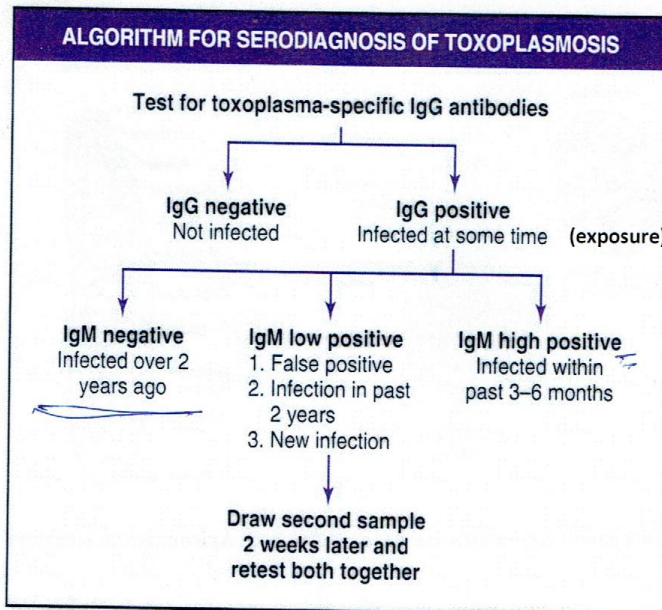 ALGORITHM FOR SERODIAGNOSIS OF TOXOPLASMOSIS
Test for toxoplasma-specific IgG antibodies
IgG negative
Not infected
IgG positive
Infected at some time (exposure)
IgM negative
Infected over 2
years ago
IgM low positive
1. False positive
2. Infection in past
2 years
3. New infection
IgM high positive
Infected within
past 3–6 months
Draw second sample
2 weeks later and
retest both together